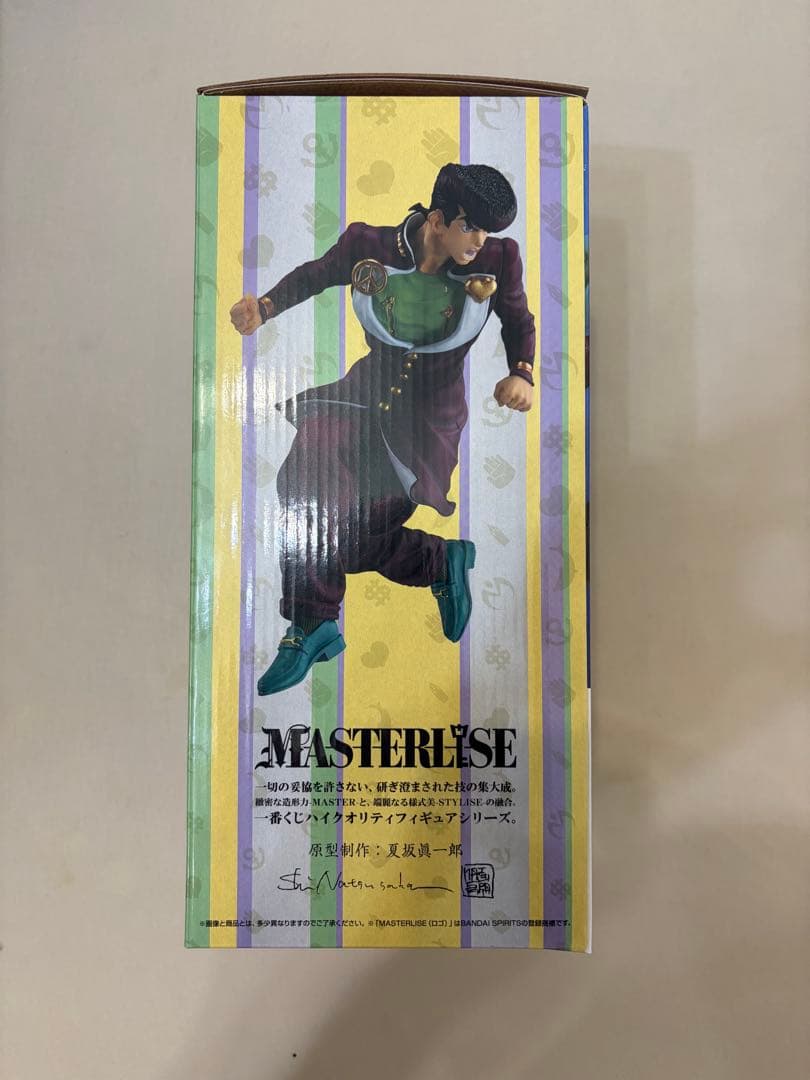 MASTERLISE
一切の妥協を許さない、研ぎ澄まされた技の集大成。
緻密な造形力-MASTER-と、端麗なる様式美-STYLISE-の融合。
一番くじハイクオリティフィギュアシリーズ。
原型制作：夏坂眞一郎
Shin Natsusaka
※画像と商品とは、多少異なりますのでご了承ください。※「MASTERLISE（ロゴ）」はBANDAI SPIRITSの登録商標です。